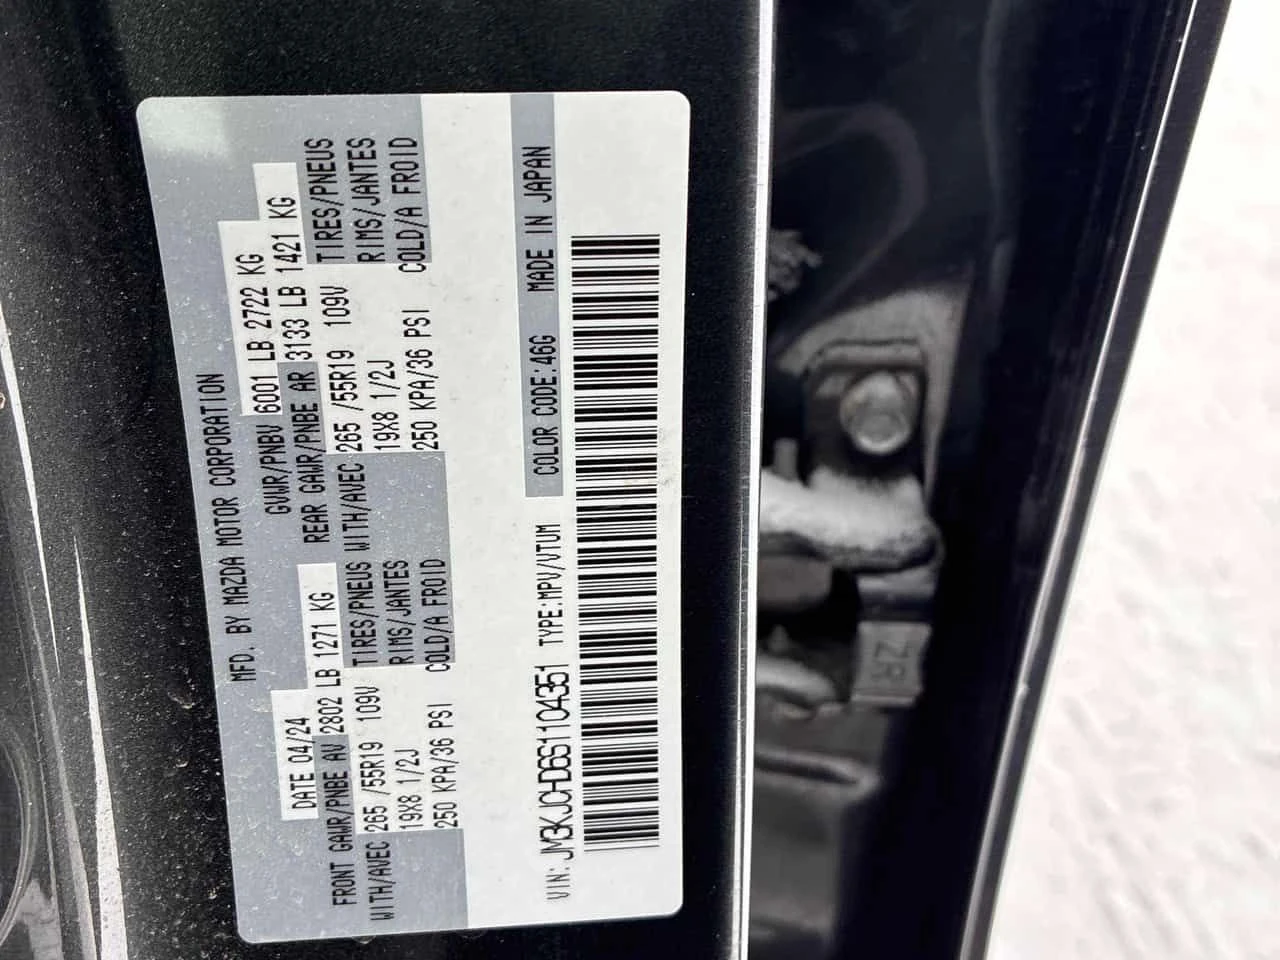 MFD. BY MAZDA MOTOR CORPORATION
DATE 04/24
GVWR/PNBV 6001 LB 2722 KG
FRONT GAWR/PNBE AV 2802 LB 1271 KG
REAR GAWR/PNBE AR 3133 LB 1421 KG
WITH/AVEC 265 /55R19 109V TIRES/PNEUS WITH/AVEC 265 /55R19 109V TIRES/PNEUS
19X8 1/2J RIMS/JANTES 19X8 1/2J RIMS/JANTES
250 KPA/36 PSI COLD/A FROID 250 KPA/36 PSI COLD/A FROID
COLOR CODE:46G MADE IN JAPAN
VIN: JM3KJCHD6S1104351 TYPE:MPV/VTUM
ZR